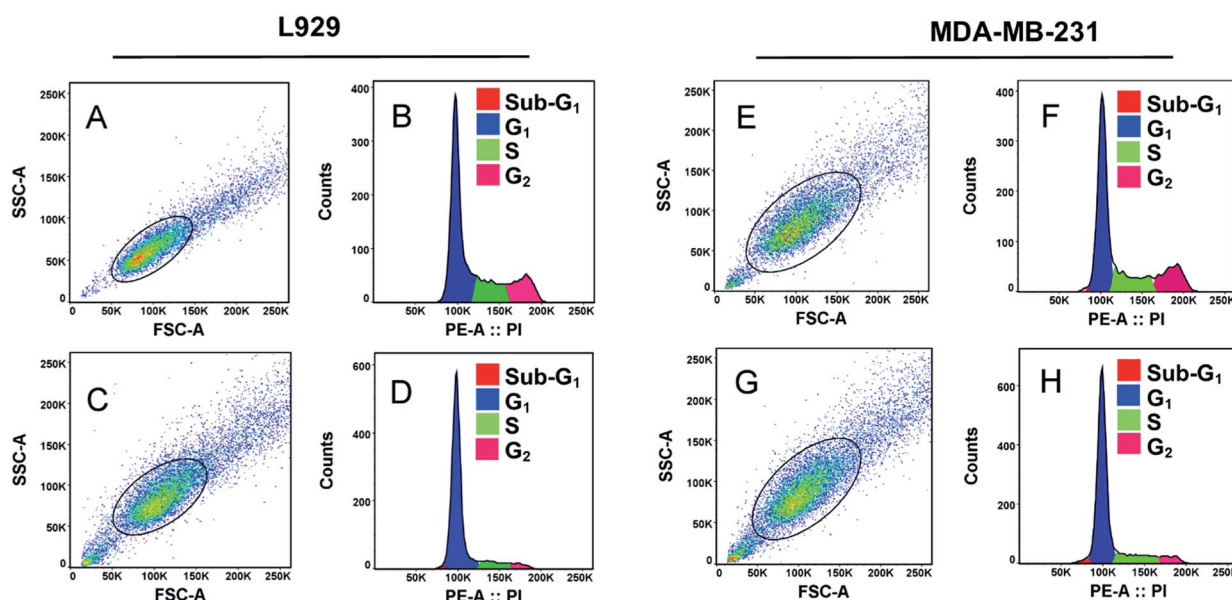 L929
MDA-MB-231
A
250K
200K
150K
100K
50K
0
SSC-A
0 50K 100K 150K 200K 250K
FSC-A
B
400
300
200
100
0
Counts
Sub-G₁
G₁
S
G₂
50K 100K 150K 200K 250K
PE-A :: PI
E
250K
200K
150K
100K
50K
0
SSC-A
0 50K 100K 150K 200K 250K
FSC-A
F
400
300
200
100
0
Counts
Sub-G₁
G₁
S
G₂
50K 100K 150K 200K 250K
PE-A :: PI
C
250K
200K
150K
100K
50K
0
SSC-A
0 50K 100K 150K 200K 250K
FSC-A
D
600
400
200
0
Counts
Sub-G₁
G₁
S
G₂
50K 100K 150K 200K 250K
PE-A :: PI
G
250K
200K
150K
100K
50K
0
SSC-A
0 50K 100K 150K 200K 250K
FSC-A
H
600
400
200
0
Counts
Sub-G₁
G₁
S
G₂
50K 100K 150K 200K 250K
PE-A :: PI